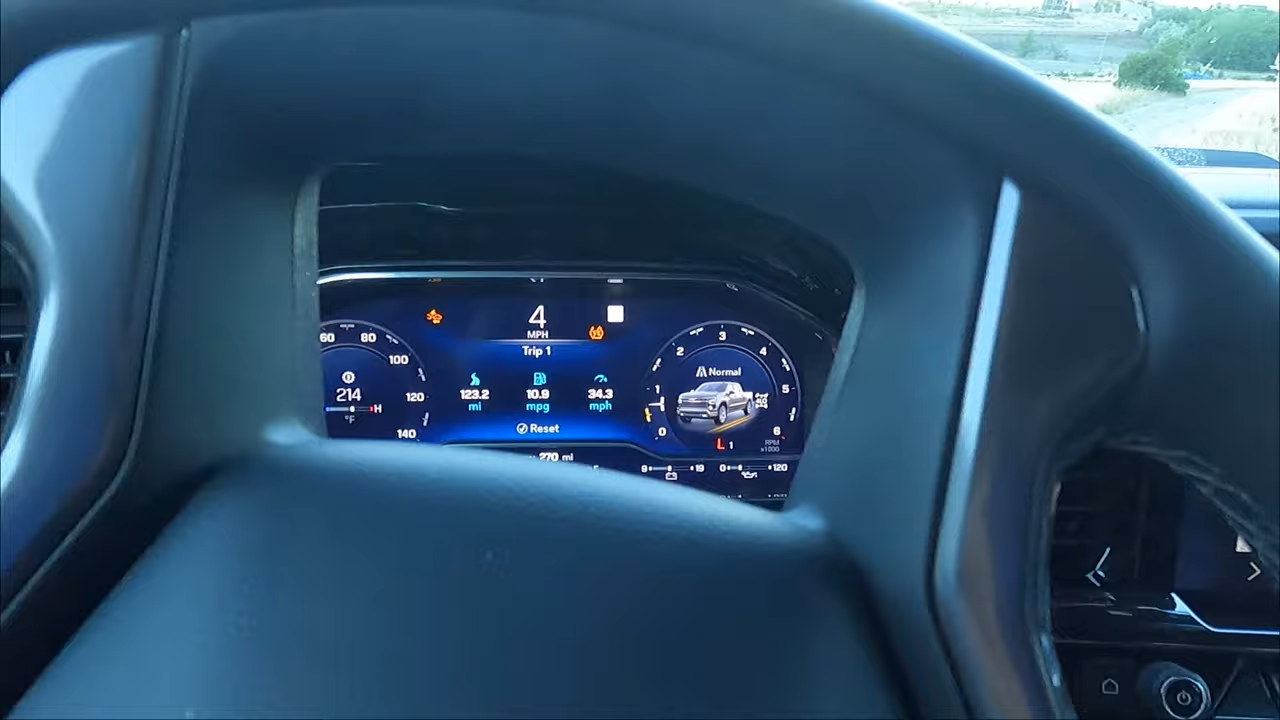 4
MPH
Trip 1
123.2
mi
10.9
mpg
34.3
mph
Reset
60
80
100
120
140
214
H
°F
270 mi
0
1
2
3
4
5
6
Normal
L 1
RPM
x1000
9
19
0
120